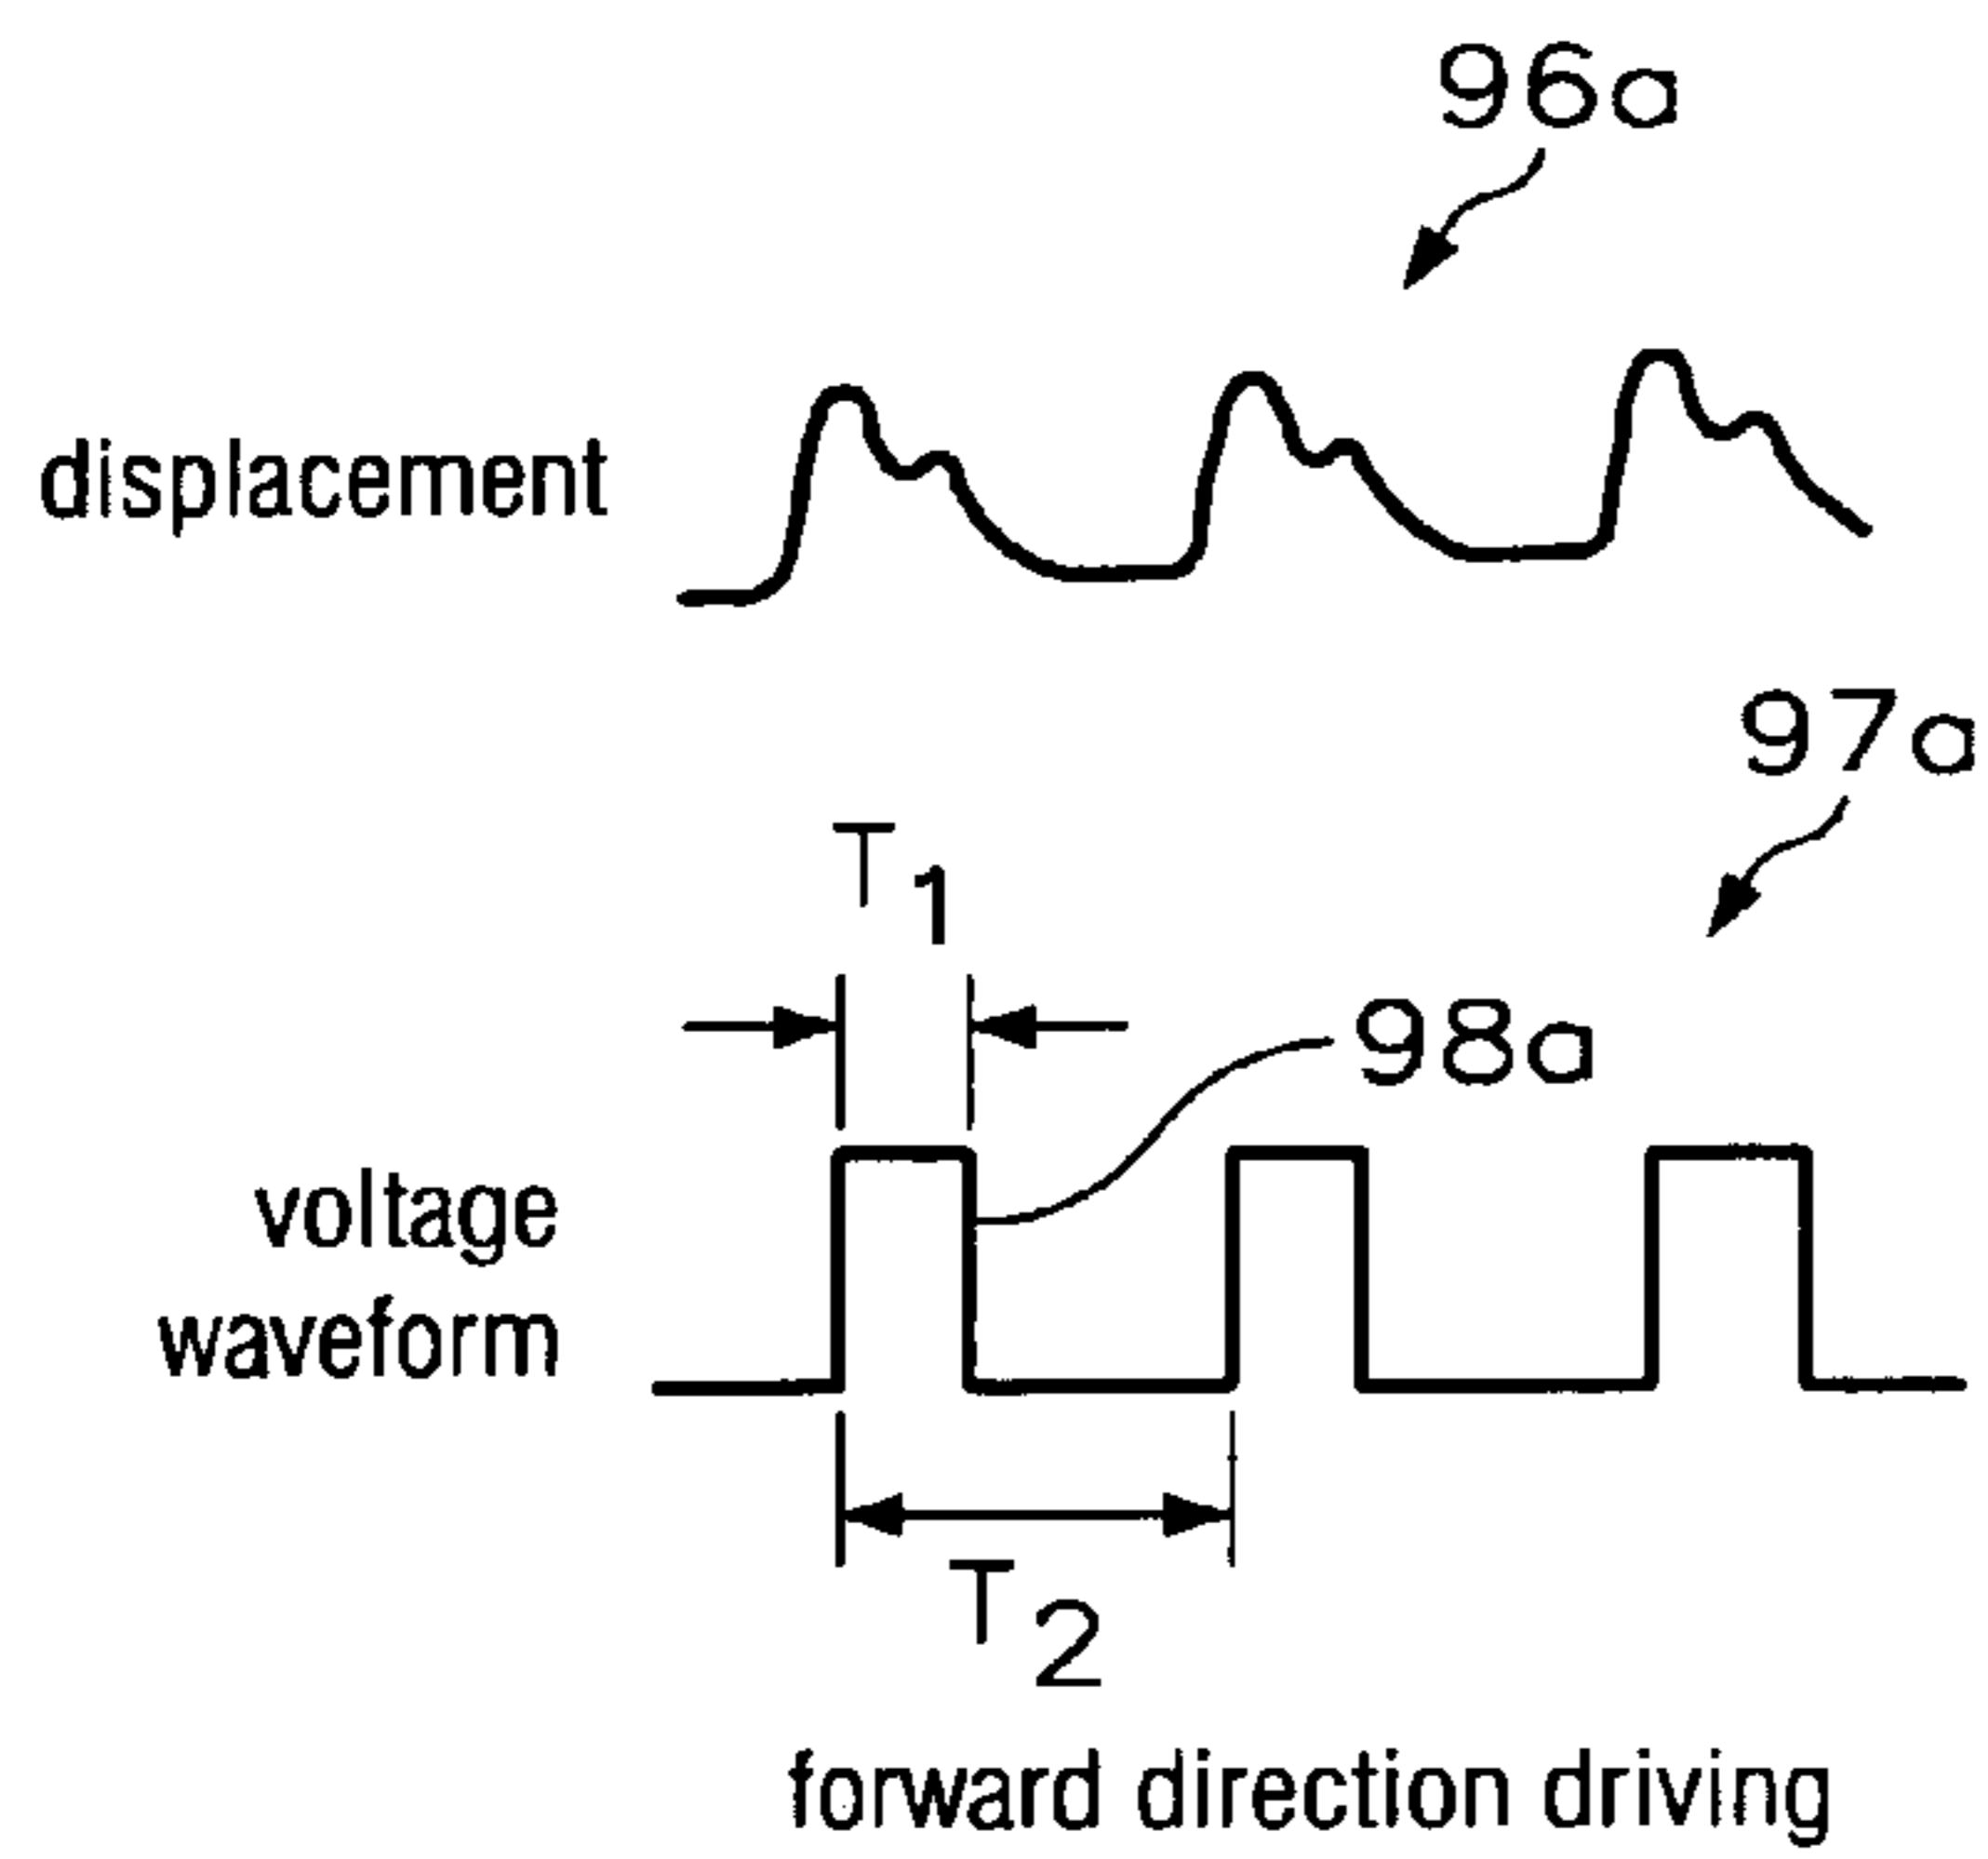 96a
displacement
97a
T1
98a
voltage
waveform
T2
forward direction driving